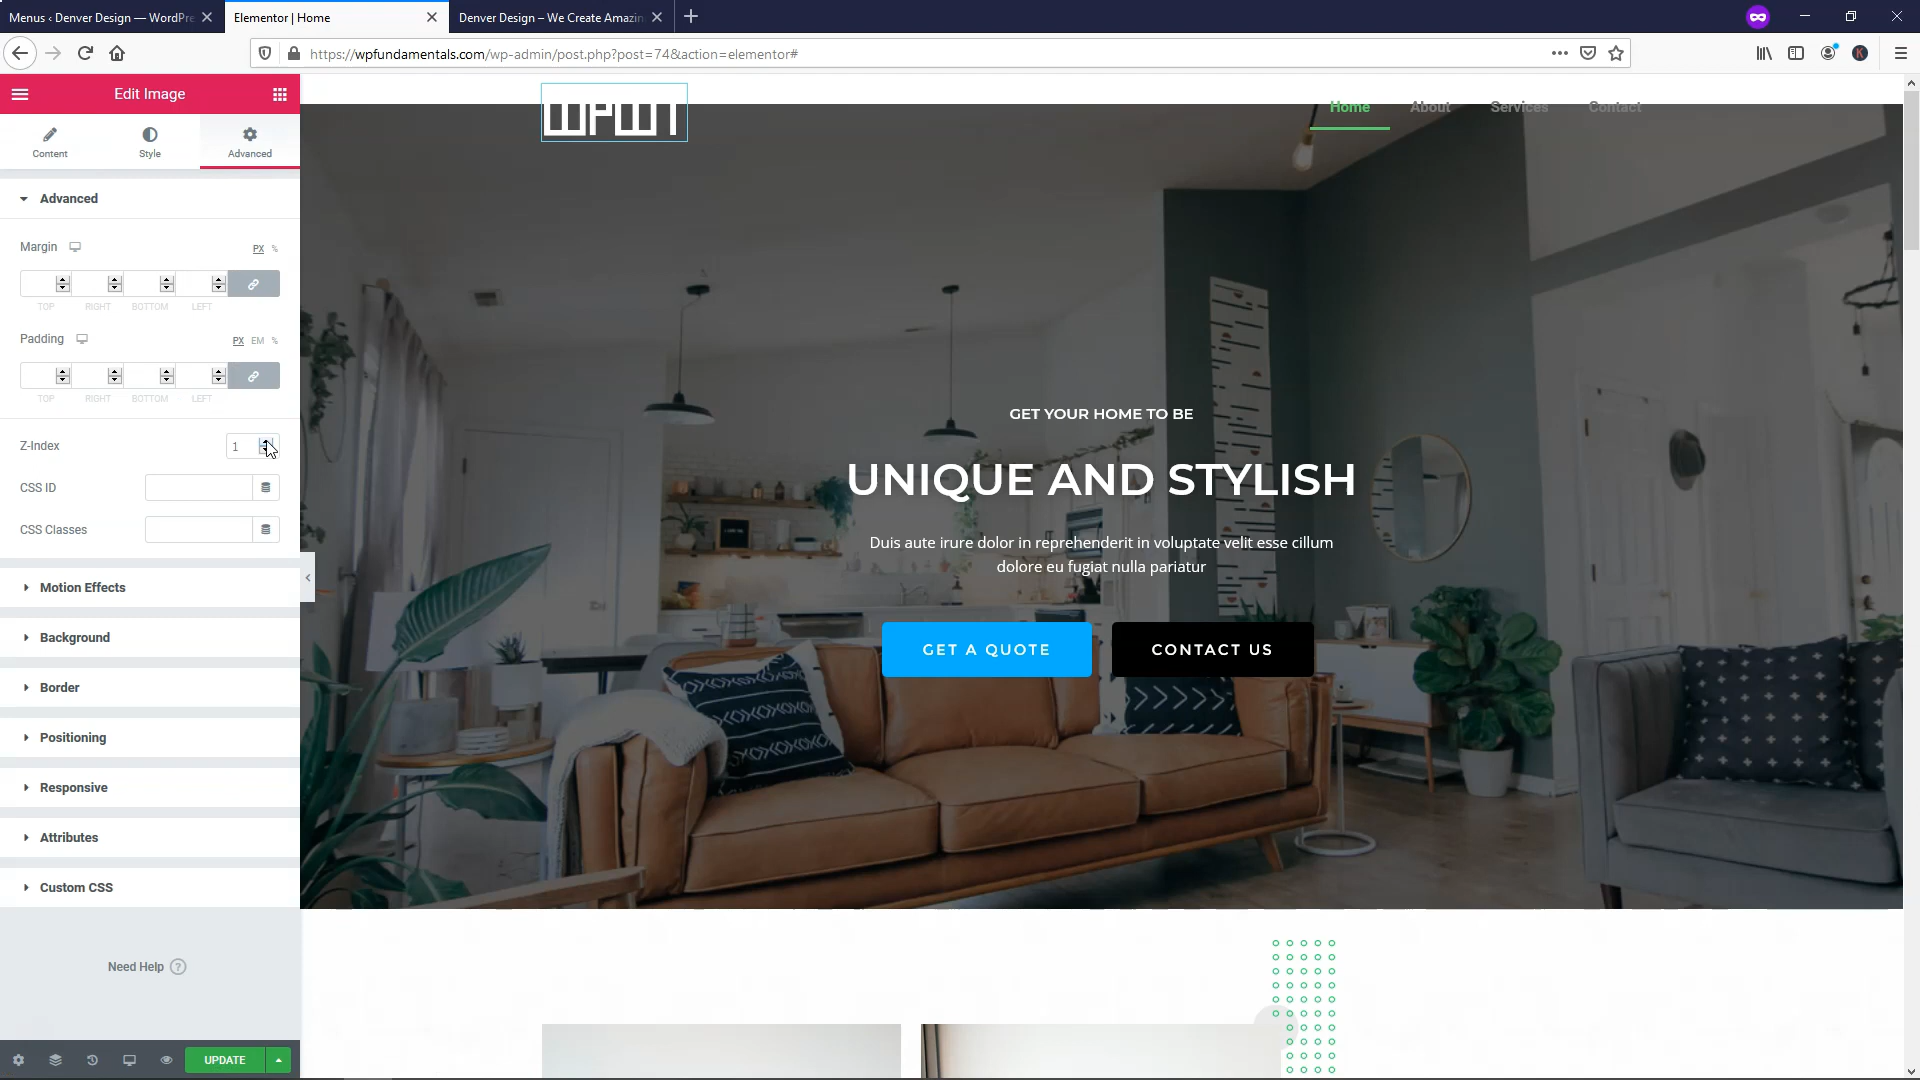 Menus ‹ Denver Design — WordPre
Elementor | Home
Denver Design – We Create Amazin
https://wpfundamentals.com/wp-admin/post.php?post=74&action=elementor#
K
Edit Image
Content
Style
Advanced
Advanced
Margin
PX %
TOP RIGHT BOTTOM LEFT
Padding
PX EM %
TOP RIGHT BOTTOM LEFT
Z-Index
1
CSS ID
CSS Classes
Motion Effects
Background
Border
Positioning
Responsive
Attributes
Custom CSS
Need Help ?
UPDATE
WPWT
Home About Services Contact
GET YOUR HOME TO BE
UNIQUE AND STYLISH
Duis aute irure dolor in reprehenderit in voluptate velit esse cillum
dolore eu fugiat nulla pariatur
GET A QUOTE
CONTACT US